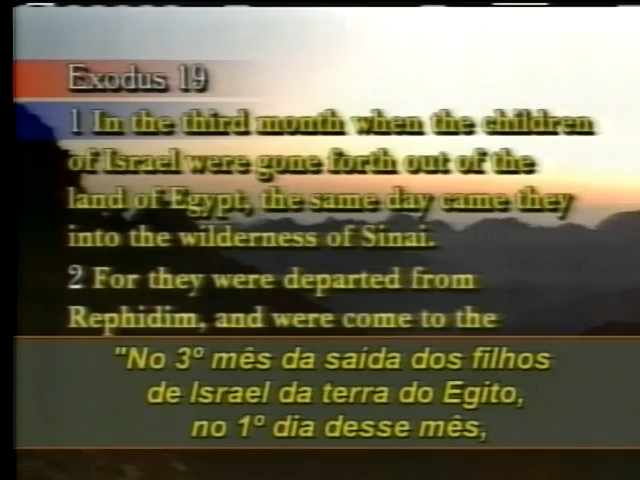 Exodus 19
1 In the third month when the children
of Israel were gone forth out of the
land of Egypt, the same day came they
into the wilderness of Sinai.
2 For they were departed from
Rephidim, and were come to the
"No 3º mês da saída dos filhos
de Israel da terra do Egito,
no 1º dia desse mês,